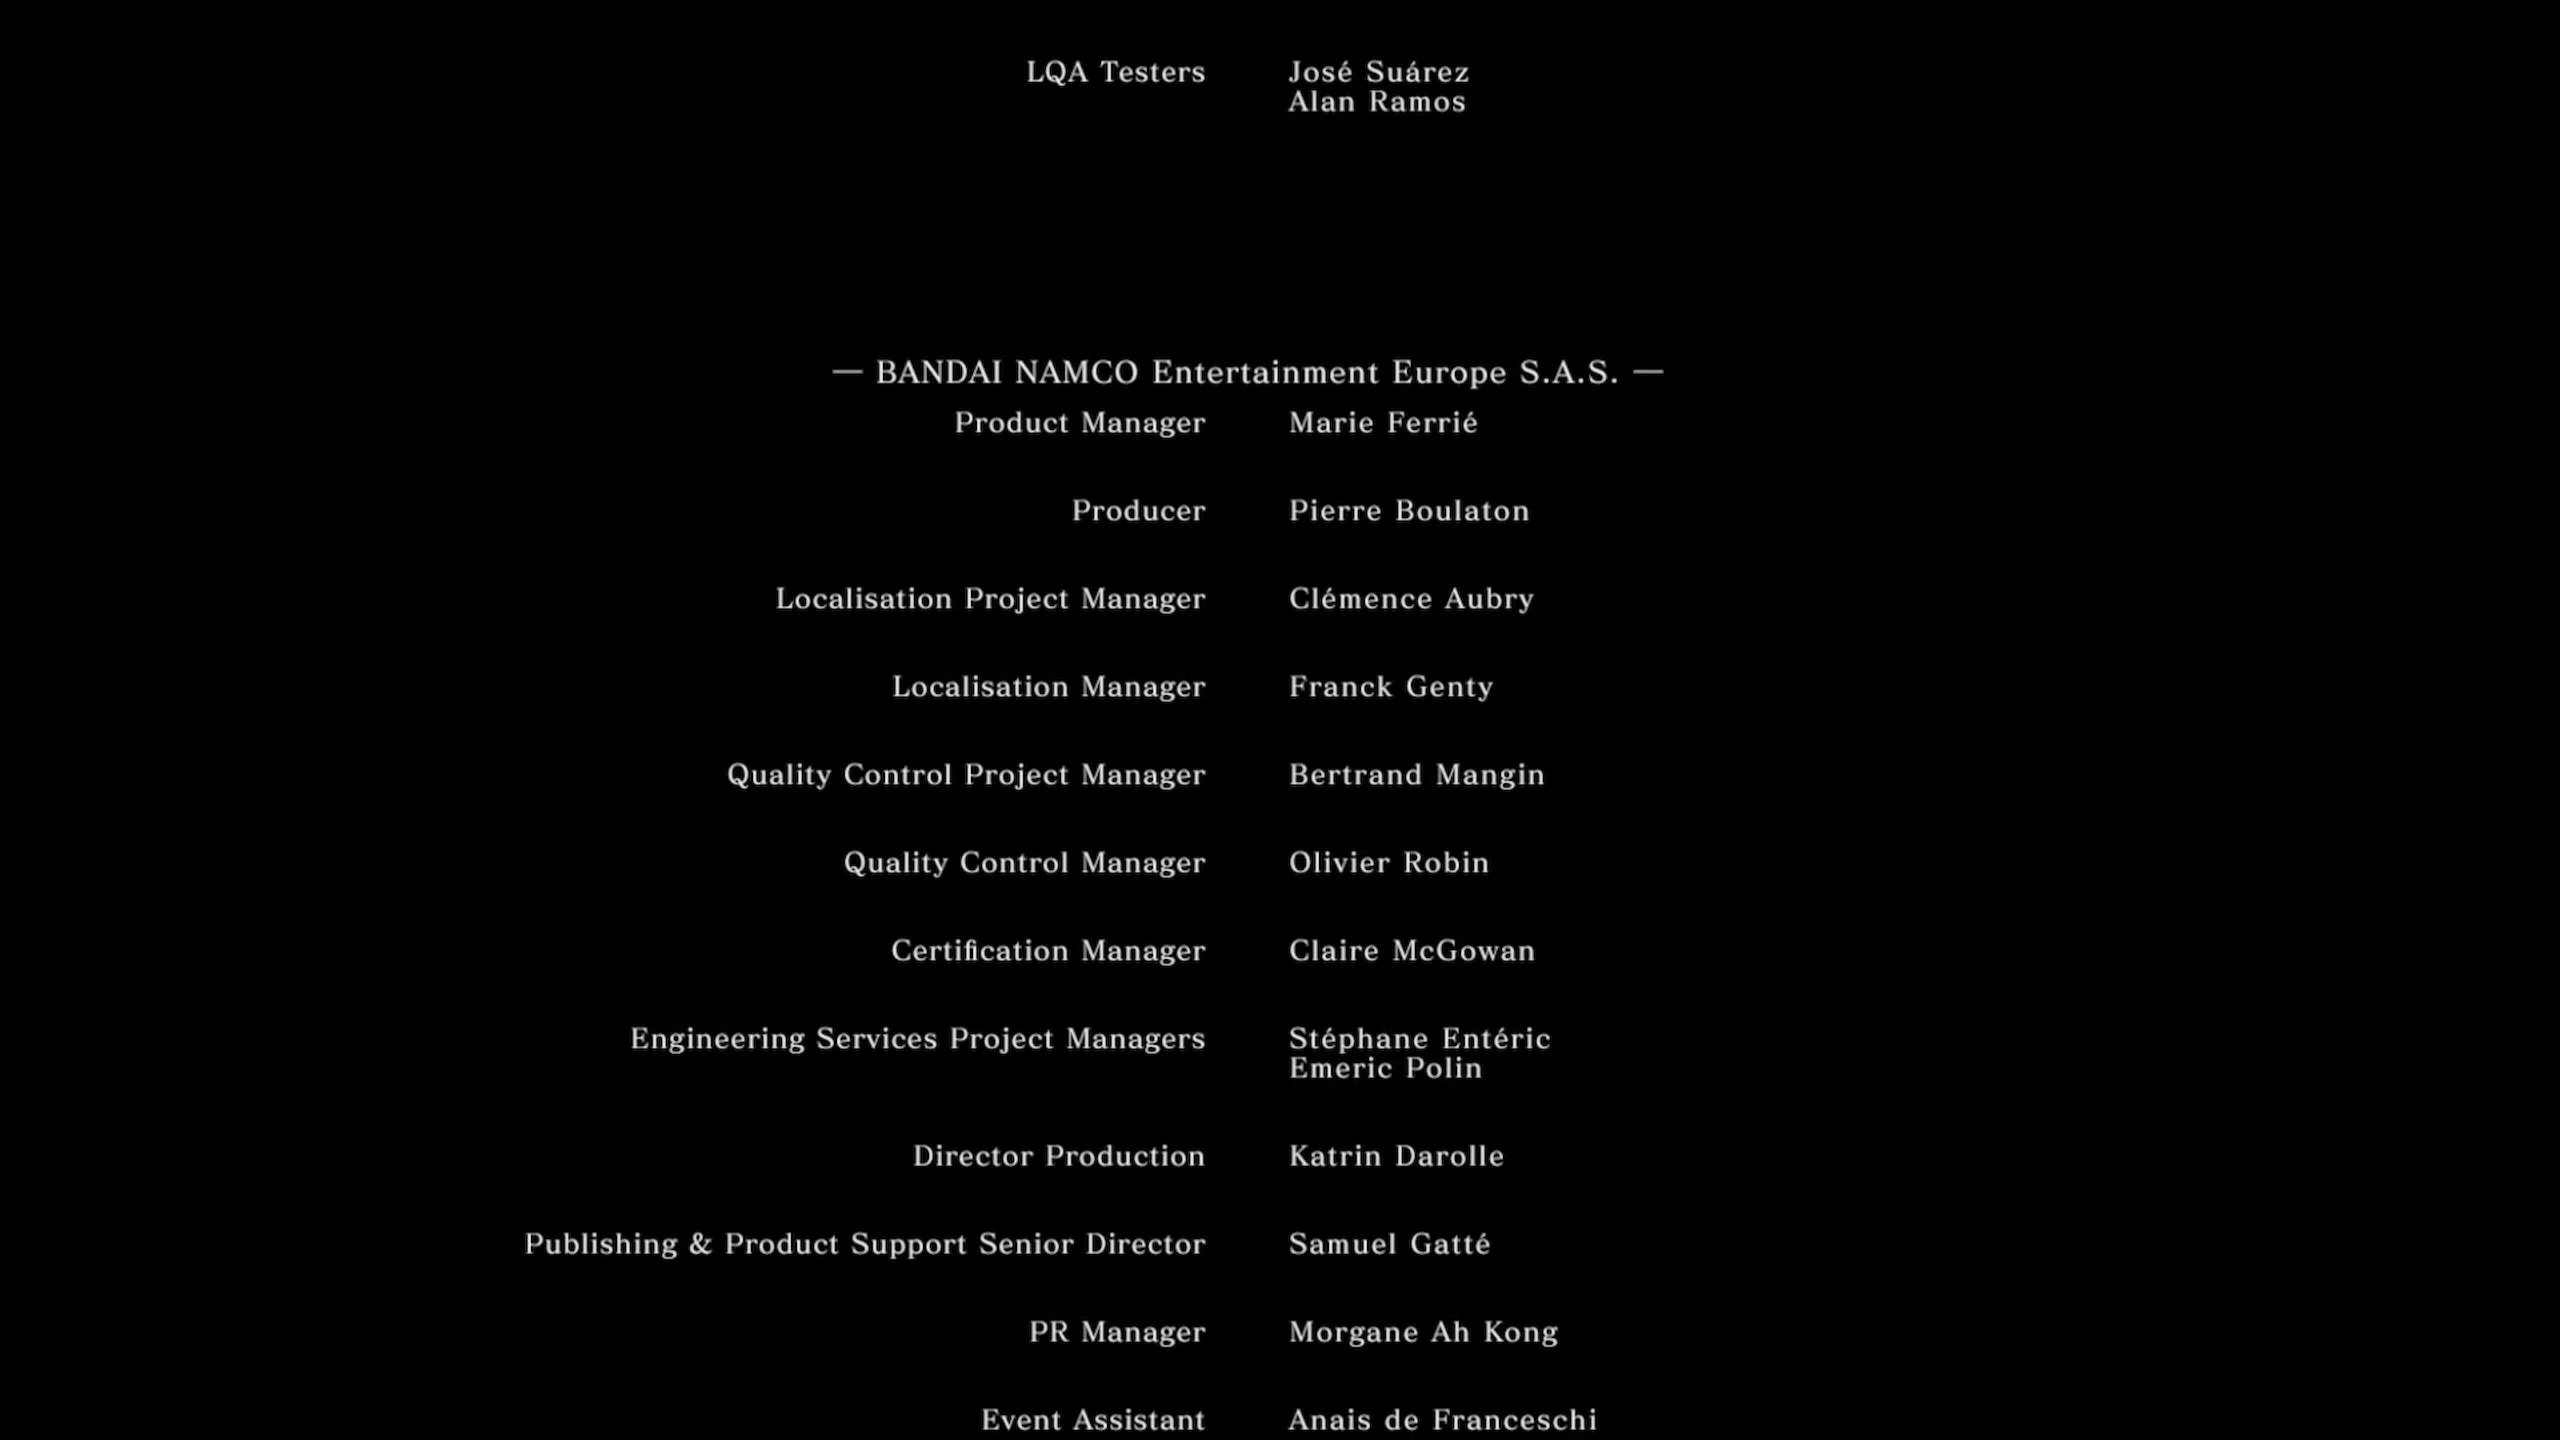 LQA Testers José Suárez
Alan Ramos
— BANDAI NAMCO Entertainment Europe S.A.S. —
Product Manager Marie Ferrié
Producer Pierre Boulaton
Localisation Project Manager Clémence Aubry
Localisation Manager Franck Genty
Quality Control Project Manager Bertrand Mangin
Quality Control Manager Olivier Robin
Certification Manager Claire McGowan
Engineering Services Project Managers Stéphane Entéric
Emeric Polin
Director Production Katrin Darolle
Publishing & Product Support Senior Director Samuel Gatté
PR Manager Morgane Ah Kong
Event Assistant Anais de Franceschi